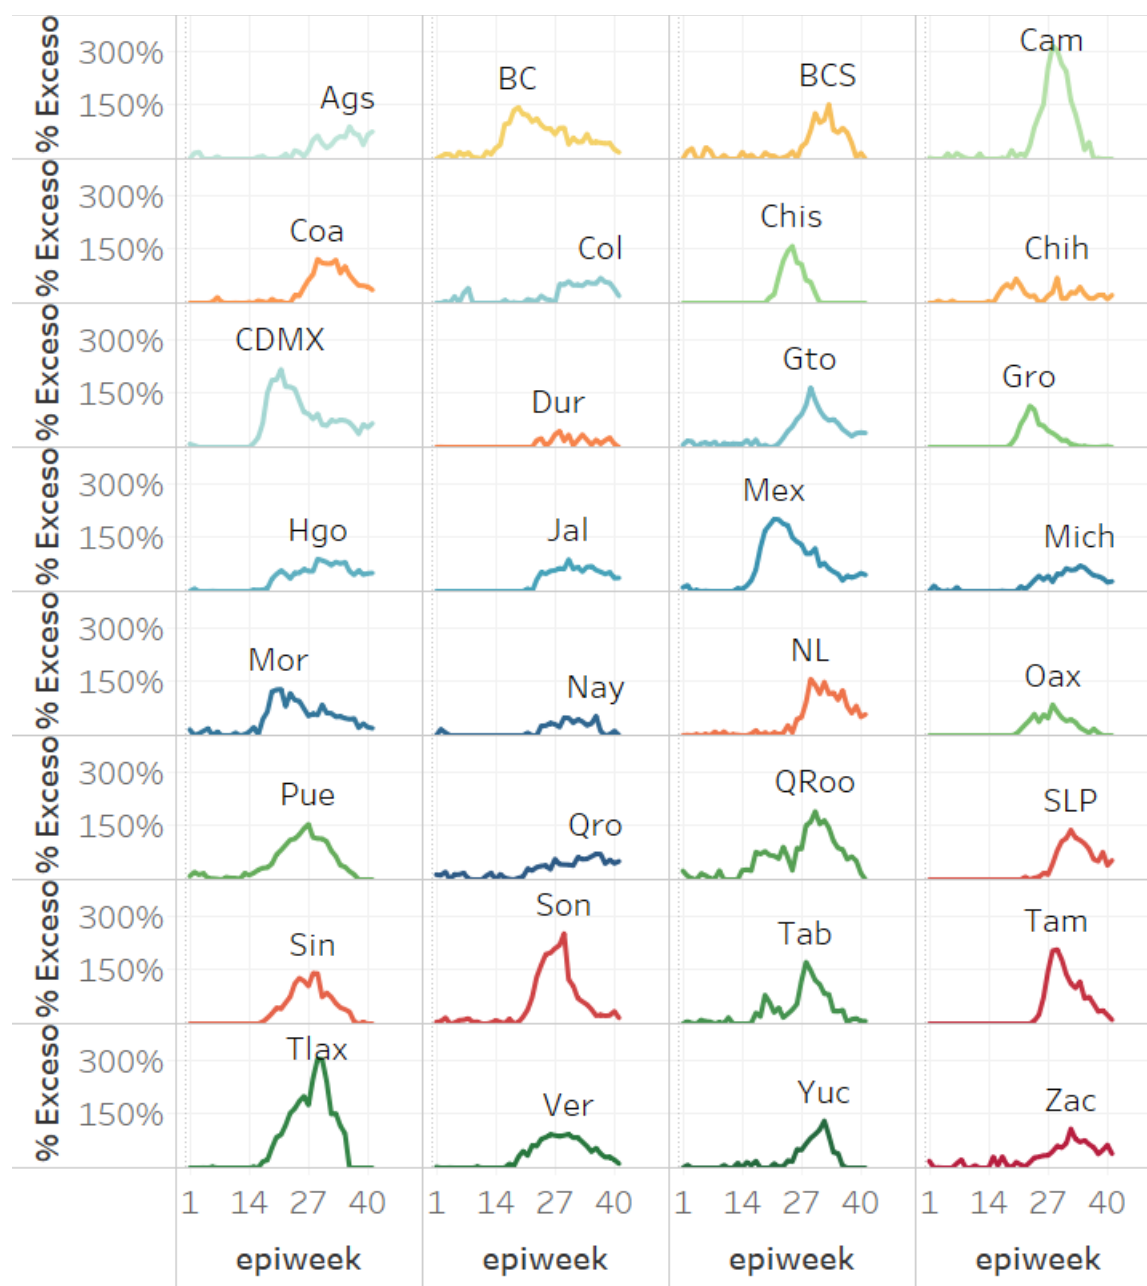 % Exceso 300% 150% Ags BC BCS Cam
% Exceso 300% 150% Coa Col Chis Chih
% Exceso 300% 150% CDMX Dur Gto Gro
% Exceso 300% 150% Hgo Jal Mex Mich
% Exceso 300% 150% Mor Nay NL Oax
% Exceso 300% 150% Pue Qro QRoo SLP
% Exceso 300% 150% Sin Son Tab Tam
% Exceso 300% 150% Tlax Ver Yuc Zac
1 14 27 40 1 14 27 40 1 14 27 40 1 14 27 40
epiweek epiweek epiweek epiweek